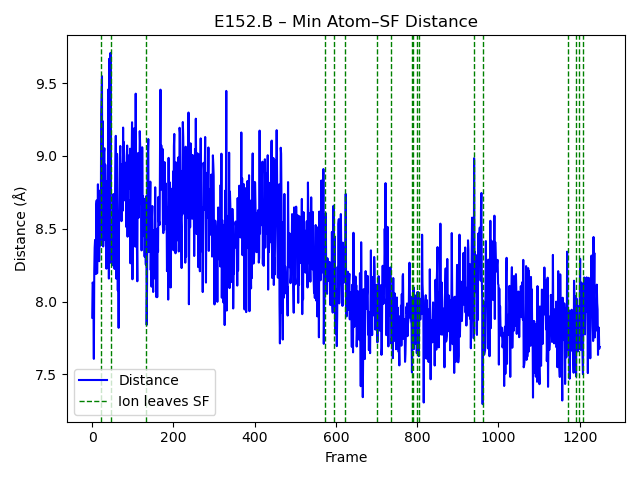 E152.B – Min Atom–SF Distance
Distance (Å)
9.5
9.0
8.5
8.0
7.5
Distance
Ion leaves SF
0
200
400
600
800
1000
1200
Frame